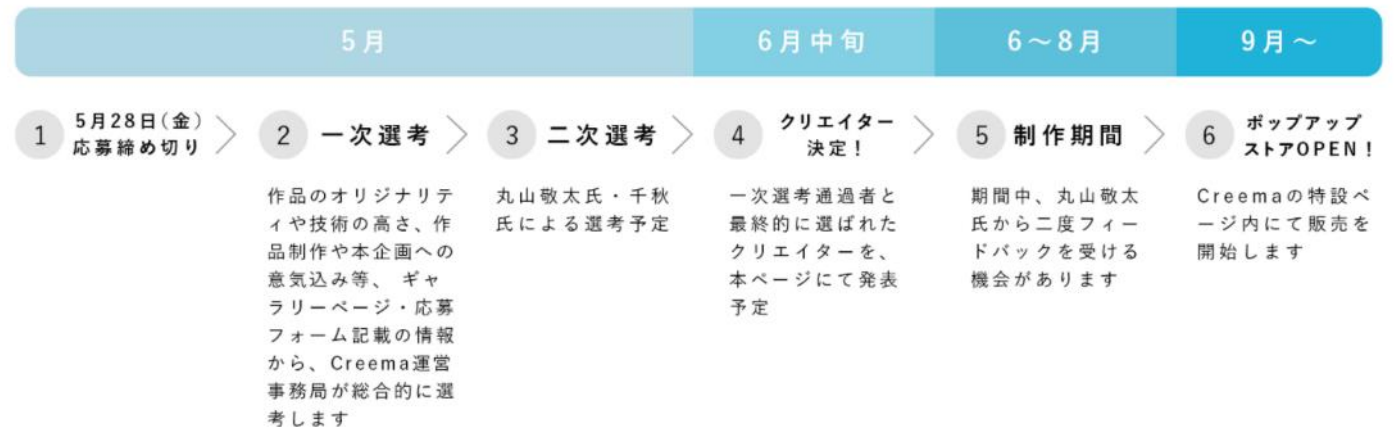 5月
6月中旬
6～8月
9月～
1
5月28日(金)
応募締め切り
2
一次選考
作品のオリジナリテ
ィや技術の高さ、作
品制作や本企画への
意気込み等、 ギャ
ラリーページ・応募
フォーム記載の情報
から、Creema運営
事務局が総合的に選
考します
3
二次選考
丸山敬太氏・千秋
氏による選考予定
4
クリエイター
決定！
一次選考通過者と
最終的に選ばれた
クリエイターを、
本ページにて発表
予定
5
制作期間
期間中、丸山敬太
氏から二度フィー
ドバックを受ける
機会があります
6
ポップアップ
ストアOPEN！
Creemaの特設ペ
ージ内にて販売を
開始します